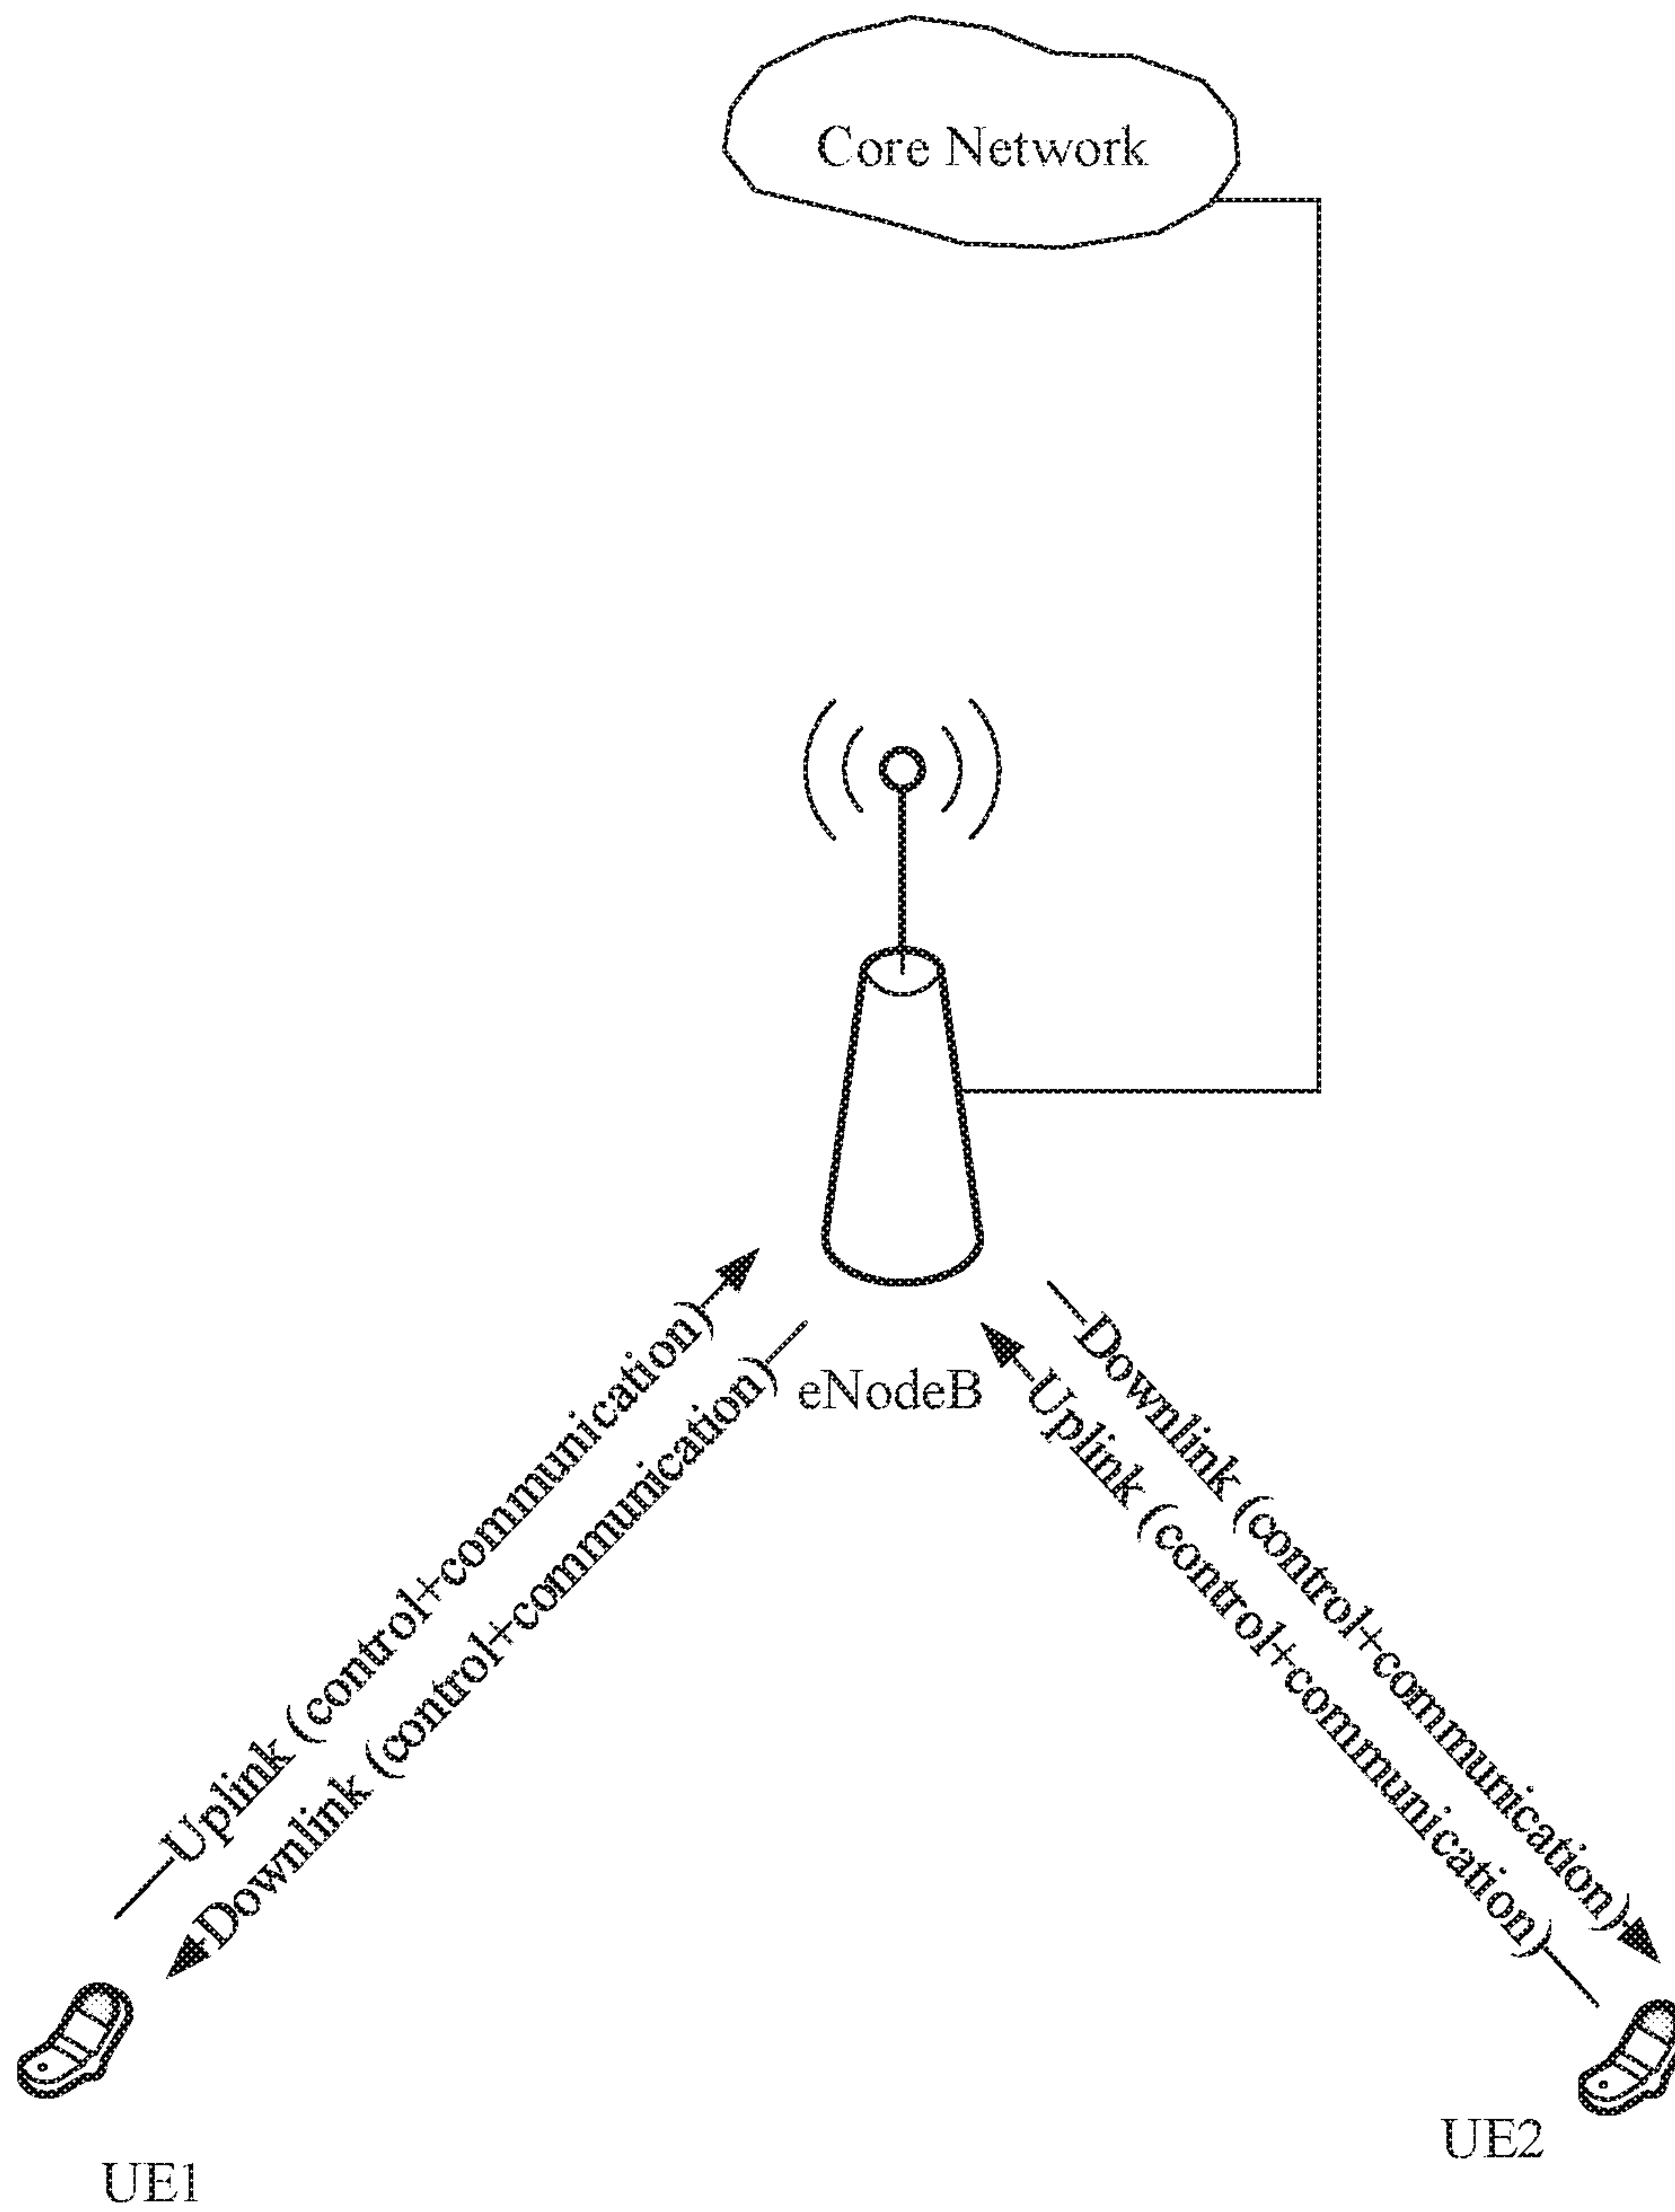 Core Network
eNodeB
Uplink (control+communication)
Downlink (control+communication)
Downlink (control+communication)
Uplink (control+communication)
UE1
UE2